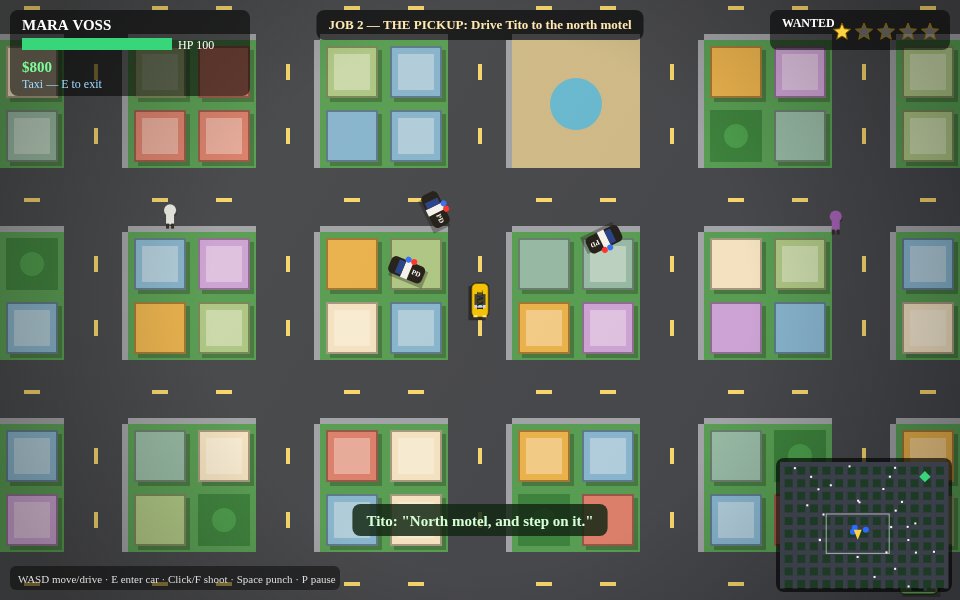 MARA VOSS
HP 100
$800
Taxi — E to exit
JOB 2 — THE PICKUP: Drive Tito to the north motel
WANTED
PD
PD
PD
Tito: "North motel, and step on it."
WASD move/drive · E enter car · Click/F shoot · Space punch · P pause